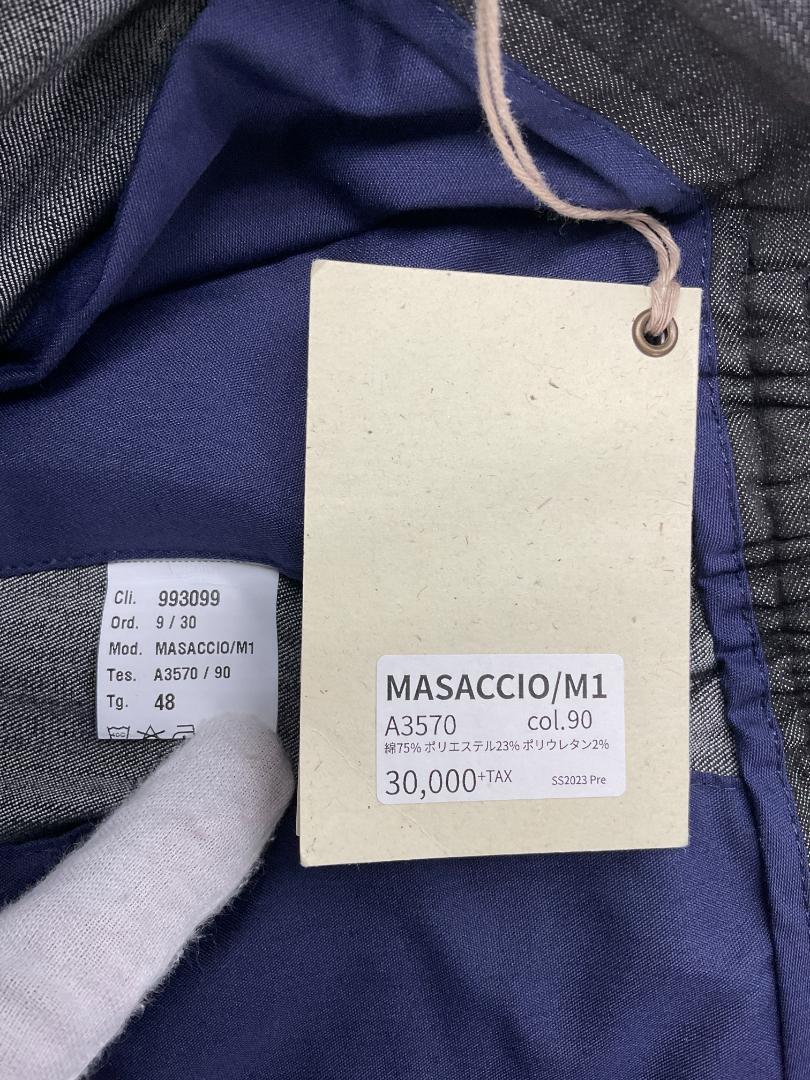 Cli. 993099
Ord. 9 / 30
Mod. MASACCIO/M1
Tes. A3570 / 90
Tg. 48
MASACCIO/M1
A3570 col.90
綿75% ポリエステル23% ポリウレタン2%
30,000+TAX SS2023 Pre